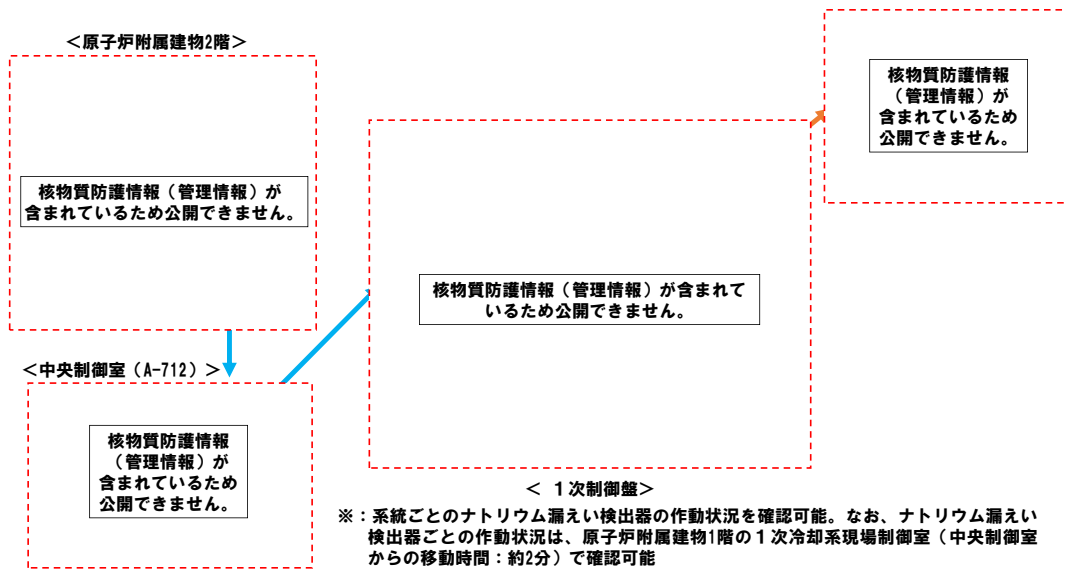 ＜原子炉附属建物2階＞
核物質防護情報（管理情報）が
含まれているため公開できません。
核物質防護情報
（管理情報）が
含まれているため
公開できません。
核物質防護情報（管理情報）が含まれて
いるため公開できません。
＜中央制御室（A-712）＞
核物質防護情報
（管理情報）が
含まれているため
公開できません。
＜ １次制御盤＞
※：系統ごとのナトリウム漏えい検出器の作動状況を確認可能。なお、ナトリウム漏えい
検出器ごとの作動状況は、原子炉附属建物1階の１次冷却系現場制御室（中央制御室
からの移動時間：約2分）で確認可能